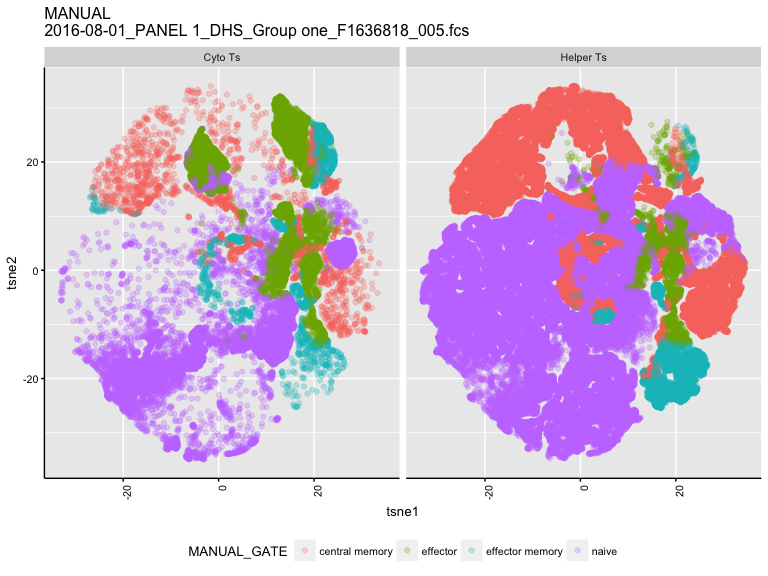 MANUAL
2016-08-01_PANEL 1_DHS_Group one_F1636818_005.fcs
Cyto Ts
Helper Ts
tsne2
20
0
-20
-20
0
20
-20
0
20
tsne1
MANUAL_GATE
central memory
effector
effector memory
naive